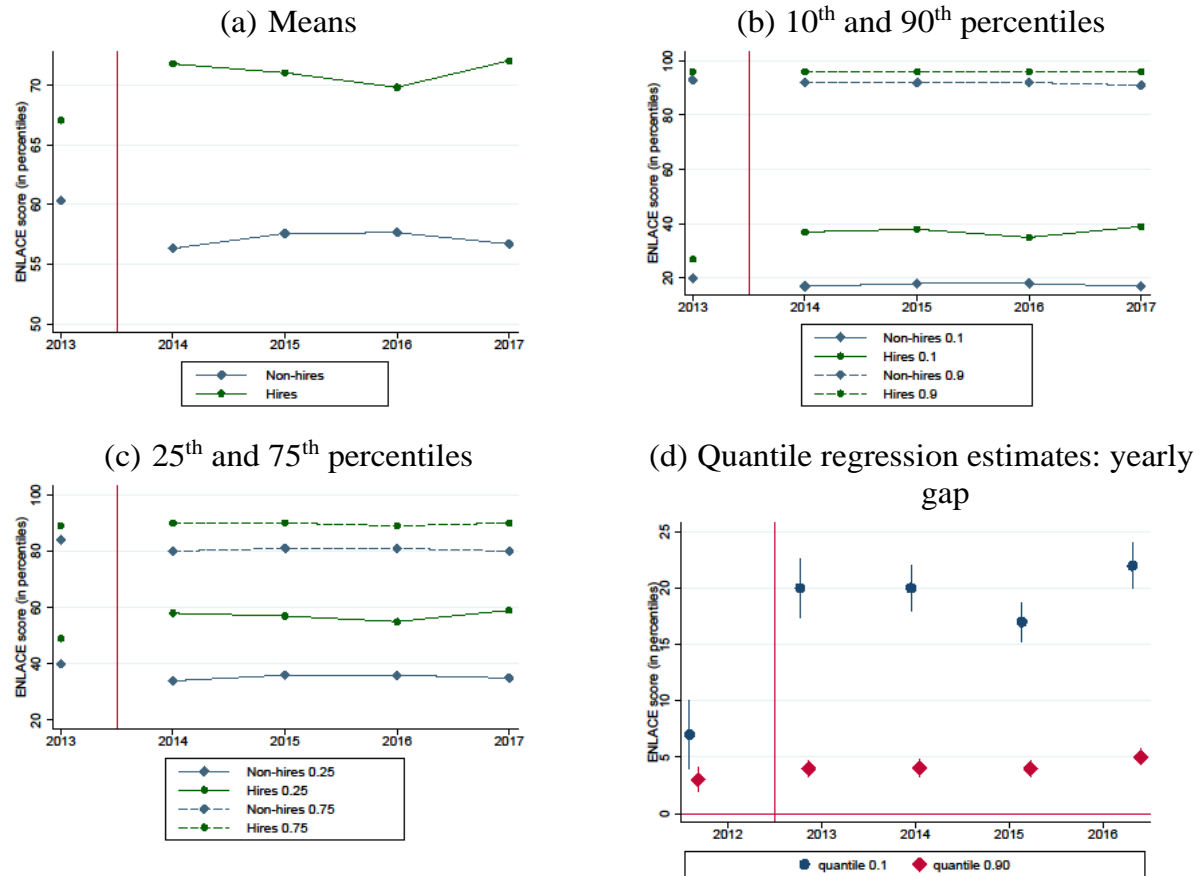 (a) Means
ENLACE score (in percentiles)
70
65
60
55
50
2013 2014 2015 2016 2017
Non-hires
Hires
(b) 10th and 90th percentiles
ENLACE score (in percentiles)
100
80
60
40
20
2013 2014 2015 2016 2017
Non-hires 0.1
Hires 0.1
Non-hires 0.9
Hires 0.9
(c) 25th and 75th percentiles
ENLACE score (in percentiles)
100
80
60
40
20
2013 2014 2015 2016 2017
Non-hires 0.25
Hires 0.25
Non-hires 0.75
Hires 0.75
(d) Quantile regression estimates: yearly
gap
ENLACE score (in percentiles)
25
20
15
10
5
0
2012 2013 2014 2015 2016
quantile 0.1 quantile 0.90